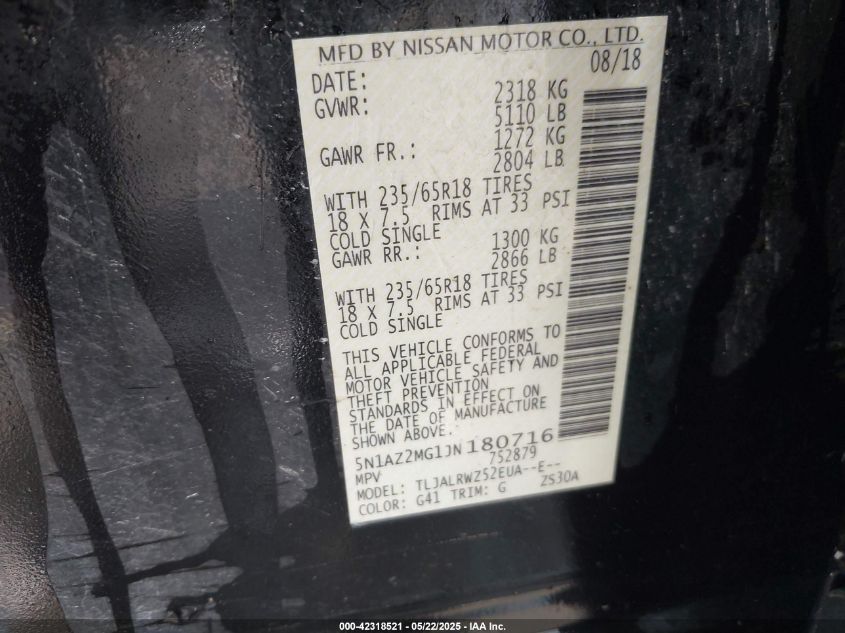 MFD BY NISSAN MOTOR CO., LTD.
DATE: 08/18
GVWR: 2318 KG
5110 LB
GAWR FR.: 1272 KG
2804 LB
WITH 235/65R18 TIRES
18 X 7.5 RIMS AT 33 PSI
COLD SINGLE
GAWR RR.: 1300 KG
2866 LB
WITH 235/65R18 TIRES
18 X 7.5 RIMS AT 33 PSI
COLD SINGLE
THIS VEHICLE CONFORMS TO
ALL APPLICABLE FEDERAL
MOTOR VEHICLE SAFETY AND
THEFT PREVENTION
STANDARDS IN EFFECT ON
THE DATE OF MANUFACTURE
SHOWN ABOVE.
5N1AZ2MG1JN180716
MPV 752879
MODEL: TLJALRWZ52EUA--E--
COLOR: G41 TRIM: G ZS30A
000-42318521 - 05/22/2025 - IAA Inc.